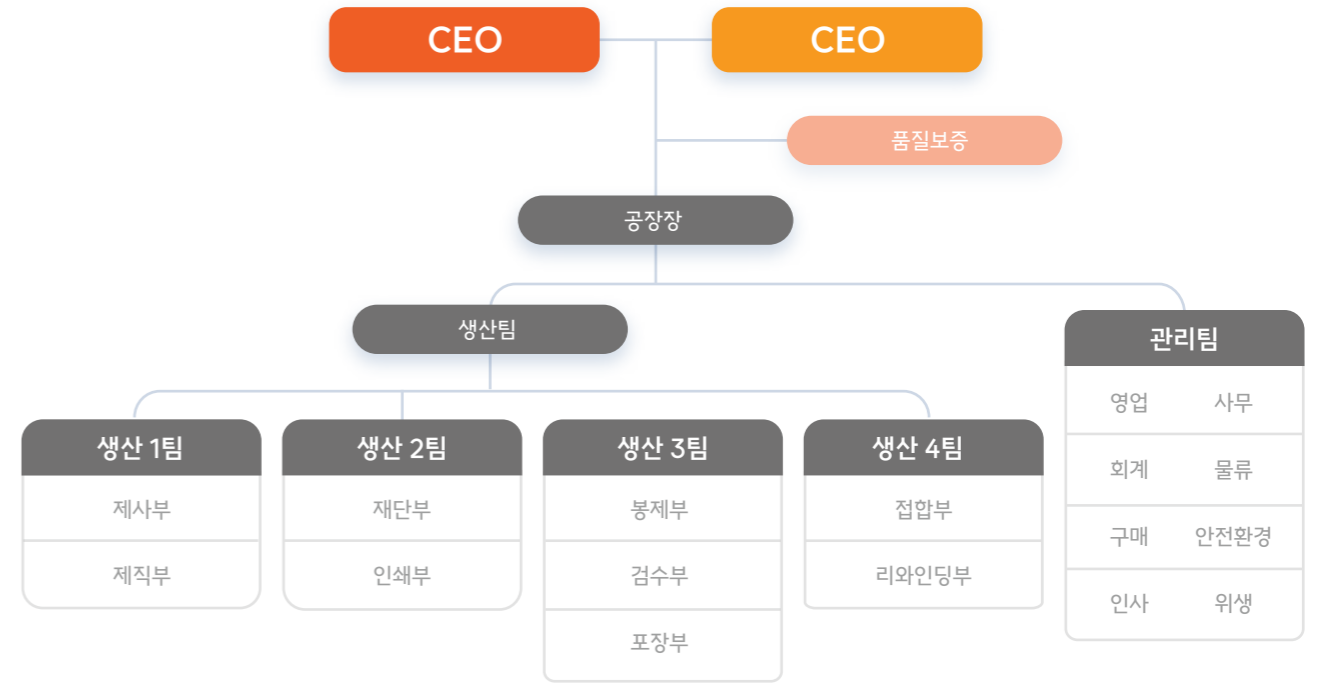 CEO CEO
품질보증
공장장
생산팀
관리팀
영업 사무
회계 물류
구매 안전환경
인사 위생
생산 1팀
제사부
제직부
생산 2팀
재단부
인쇄부
생산 3팀
봉제부
검수부
포장부
생산 4팀
접합부
리와인딩부